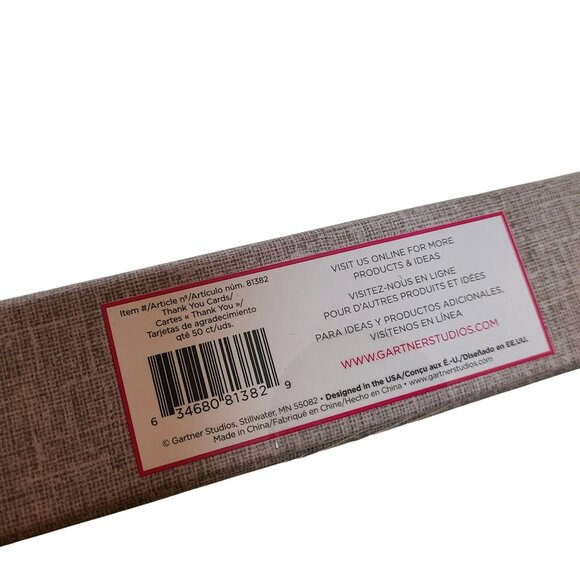 Item #/Article nº/Artículo núm. 81382
Thank You Cards/
Cartes « Thank You »/
Tarjetas de agradecimiento
qté 50 ct/uds.
6 34680 81382 9
VISIT US ONLINE FOR MORE
PRODUCTS & IDEAS
VISITEZ-NOUS EN LIGNE
POUR D'AUTRES PRODUITS ET IDÉES
PARA IDEAS Y PRODUCTOS ADICIONALES,
VISÍTENOS EN LÍNEA
WWW.GARTNERSTUDIOS.COM
© Gartner Studios, Stillwater, MN 55082 • Designed in the USA/Conçu aux É.-U./Diseñado en EE.UU.
Made in China/Fabriqué en Chine/Hecho en China • www.gartnerstudios.com